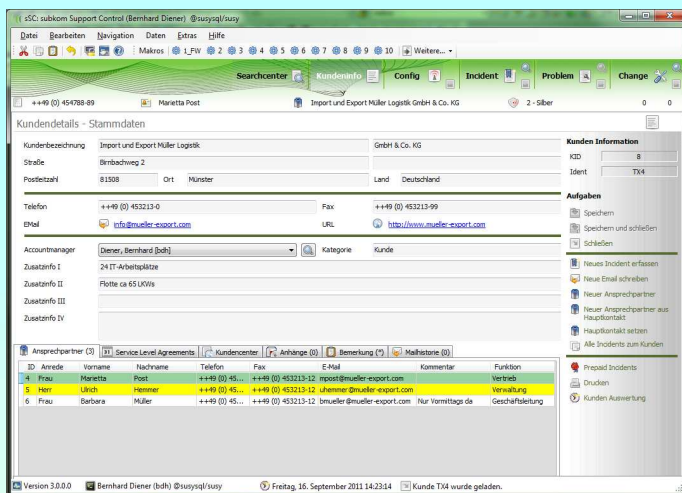 sSC: subkom Support Control (Bernhard Diener) @susysql/susy
Datei Bearbeiten Navigation Daten Extras Hilfe
Makros 1_FW 2 3 4 5 6 7 8 9 10 Weitere...
Searchcenter Kundeninfo Config Incident Problem Change
++49 (0) 454788-89 Marietta Post Import und Export Müller Logistik GmbH & Co. KG 2 - Silber 0 0
Kundendetails - Stammdaten
Kundenbezeichnung Import und Export Müller Logistik GmbH & Co. KG
Straße Birnbachweg 2
Postleitzahl 81508 Ort Münster Land Deutschland
Telefon ++49 (0) 453213-0 Fax ++49 (0) 453213-99
EMail info@mueller-export.com URL http://www.mueller-export.com
Accountmanager Diener, Bernhard [bdh] Kategorie Kunde
Zusatzinfo I 24 IT-Arbeitsplätze
Zusatzinfo II Flotte ca 65 LKWs
Zusatzinfo III
Zusatzinfo IV
Ansprechpartner (3) Service Level Agreements Kundencenter Anhänge (0) Bemerkung (*) Mailhistorie (0)
ID Anrede Vorname Nachname Telefon Fax E-Mail Kommentar Funktion
4 Frau Marietta Post ++49 (0) 45... ++49 (0) 453213-12 mpost@mueller-export.com Vertrieb
5 Herr Ulrich Hemmer ++49 (0) 45... ++49 (0) 453213-12 uhemmer@mueller-export.com Verwaltung
6 Frau Barbara Müller ++49 (0) 45... ++49 (0) 453213-12 bmueller@mueller-export.com Nur Vormittags da Geschäftsleitung
Kunden Information
KID 8
Ident TX4
Aufgaben
Speichern
Speichern und schließen
Schließen
Neues Incident erfassen
Neue Email schreiben
Neuer Ansprechpartner
Neuer Ansprechpartner aus
Hauptkontakt
Hauptkontakt setzen
Alle Incidents zum Kunden
Prepaid Incidents
Drucken
Kunden Auswertung
Version 3.0.0.0 Bernhard Diener (bdh) @susysql/susy Freitag, 16. September 2011 14:23:14 Kunde TX4 wurde geladen.